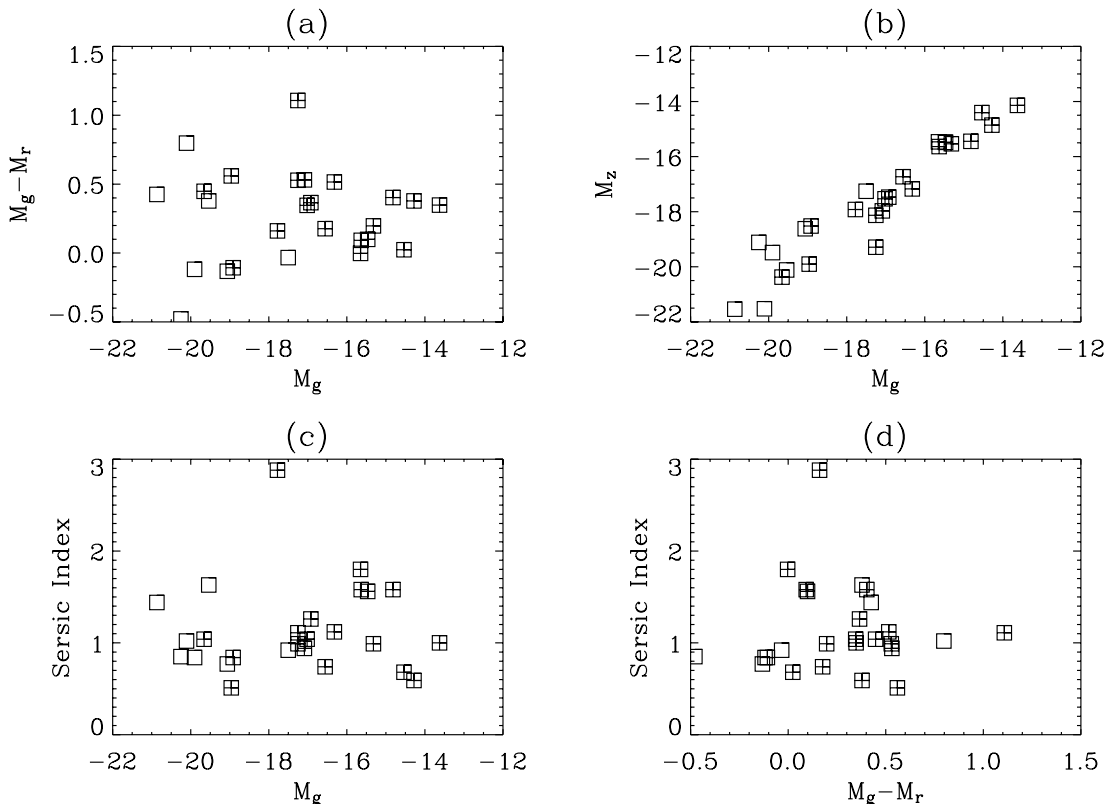 (a)
1.5
1.0
0.5
0.0
−0.5
M_g−M_r
−22 −20 −18 −16 −14 −12
M_g
(b)
−12
−14
−16
−18
−20
−22
M_z
−22 −20 −18 −16 −14 −12
M_g
(c)
3
2
1
0
Sersic Index
−22 −20 −18 −16 −14 −12
M_g
(d)
3
2
1
0
Sersic Index
−0.5 0.0 0.5 1.0 1.5
M_g−M_r